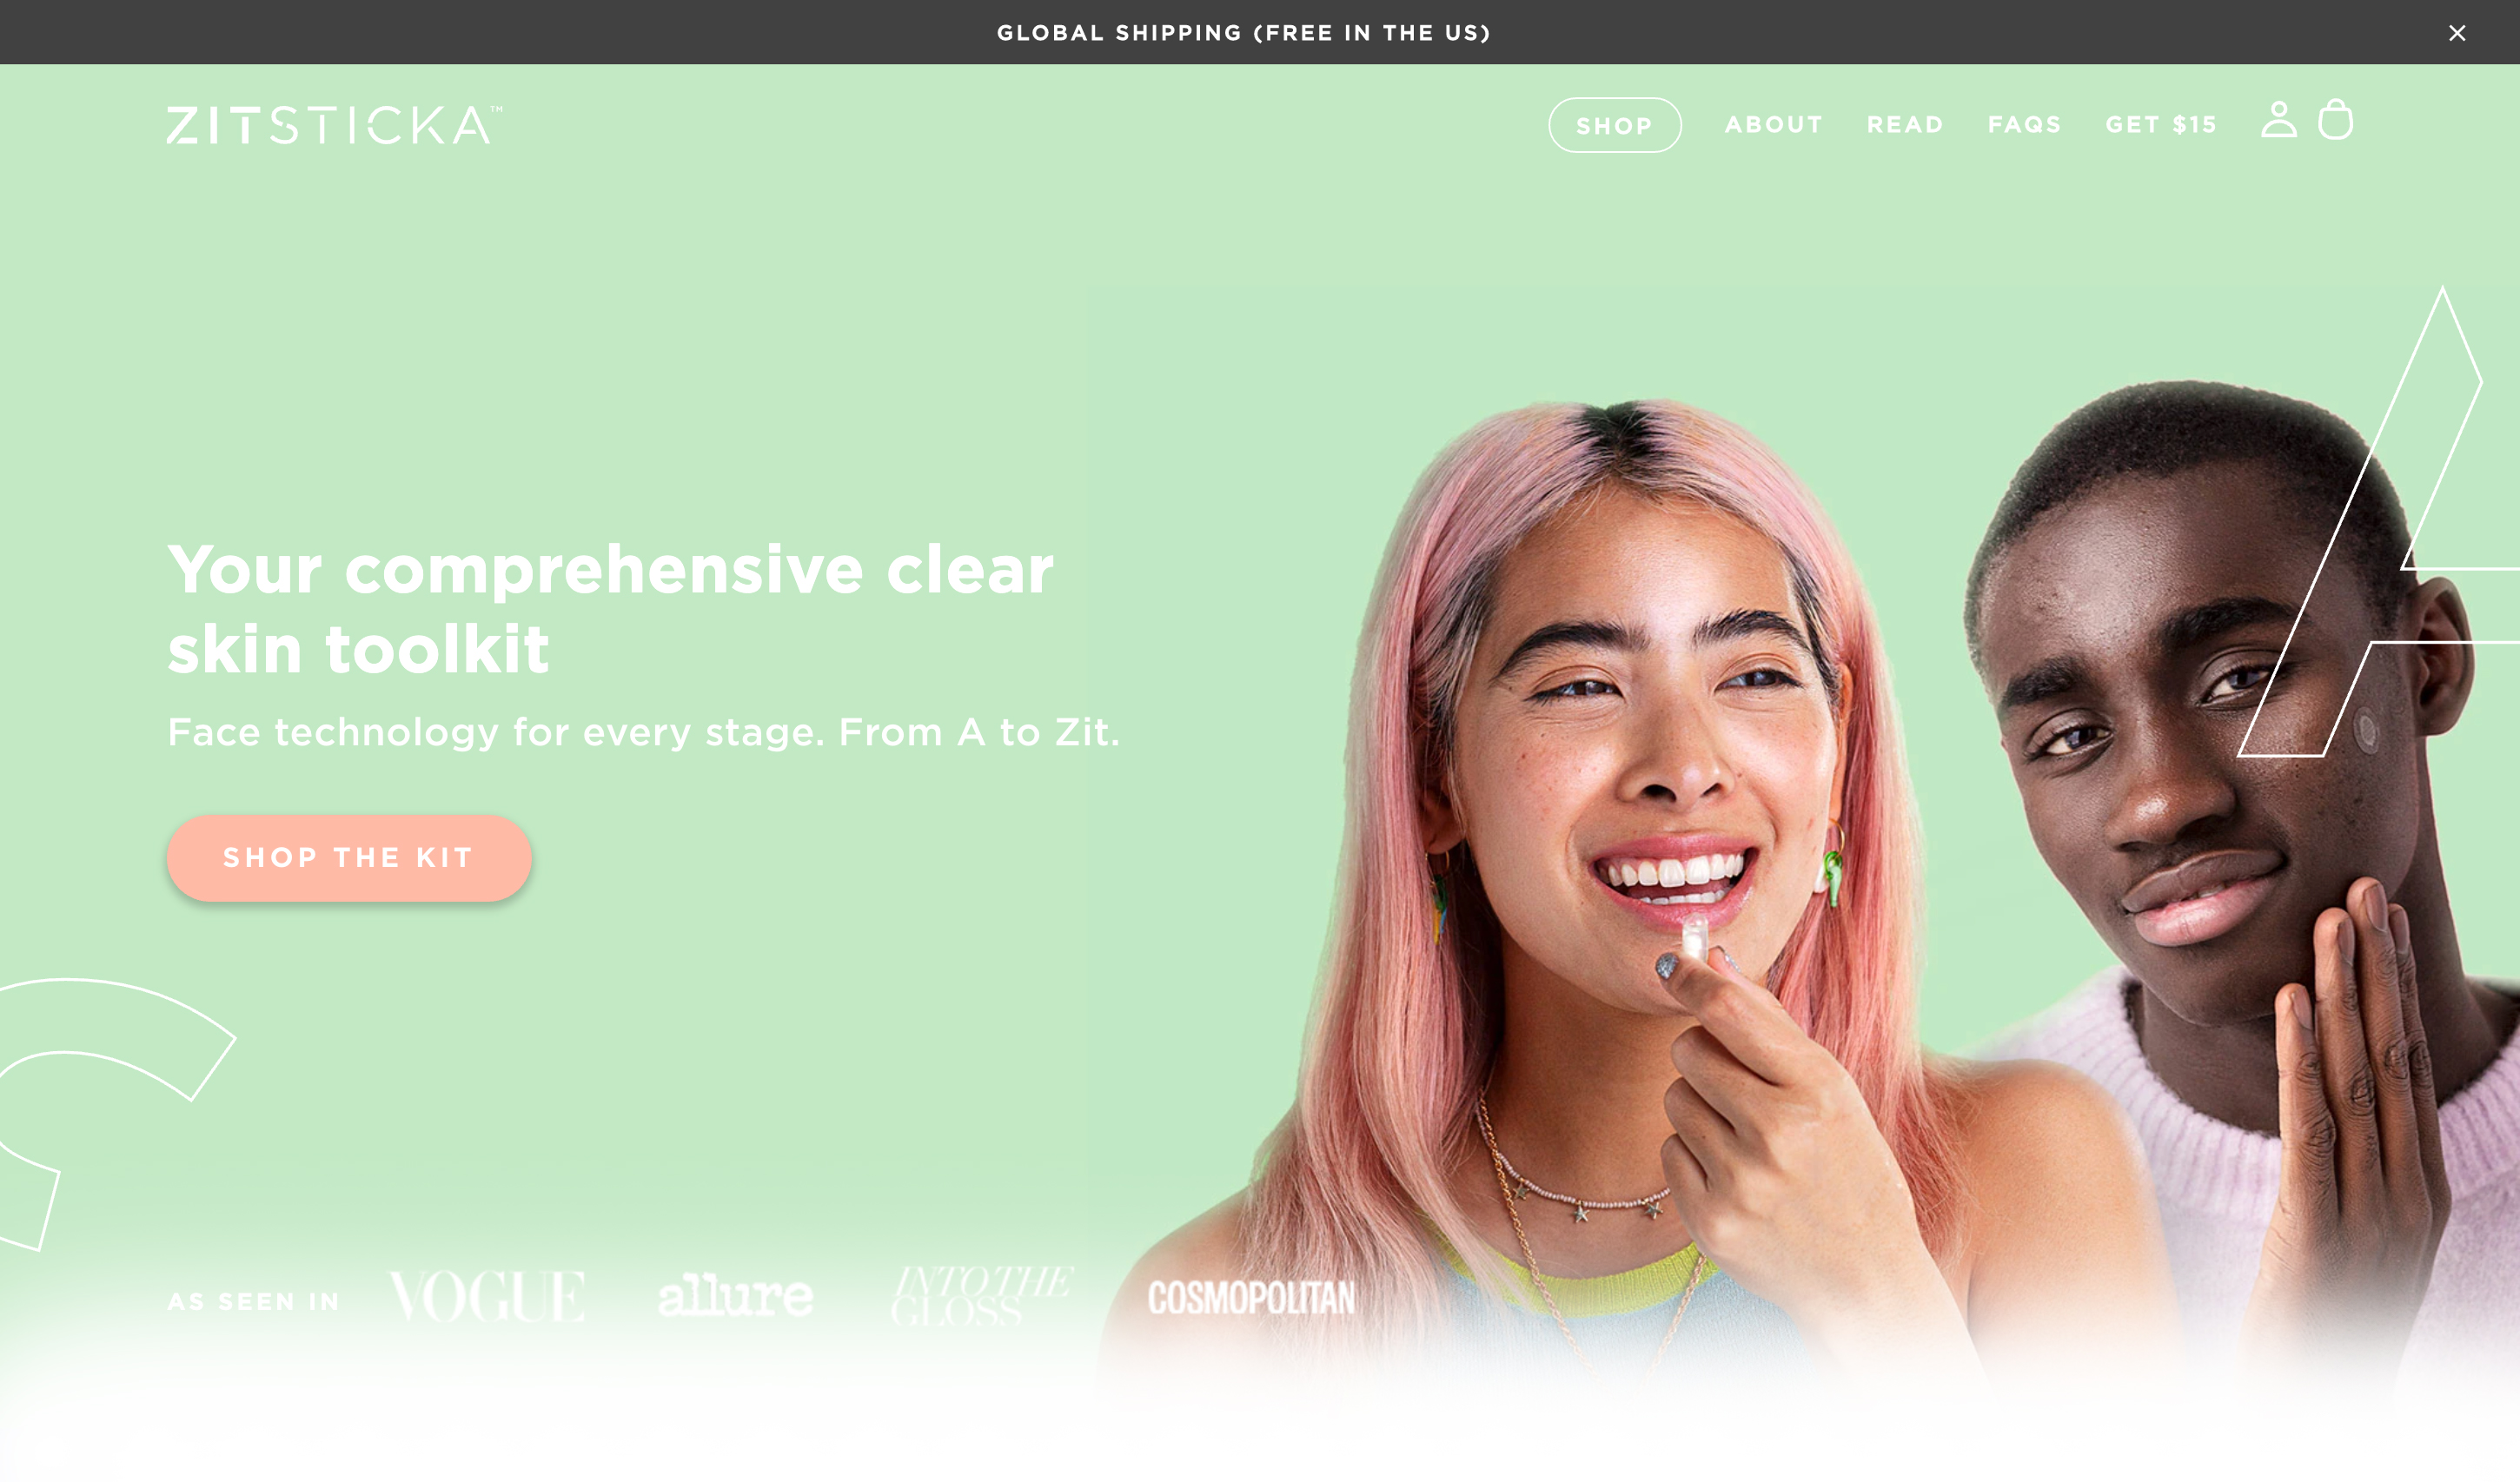 GLOBAL SHIPPING (FREE IN THE US)
ZITSTICKA™
SHOP ABOUT READ FAQS GET $15
Your comprehensive clear
skin toolkit
Face technology for every stage. From A to Zit.
SHOP THE KIT
AS SEEN IN VOGUE allure INTO THE GLOSS COSMOPOLITAN